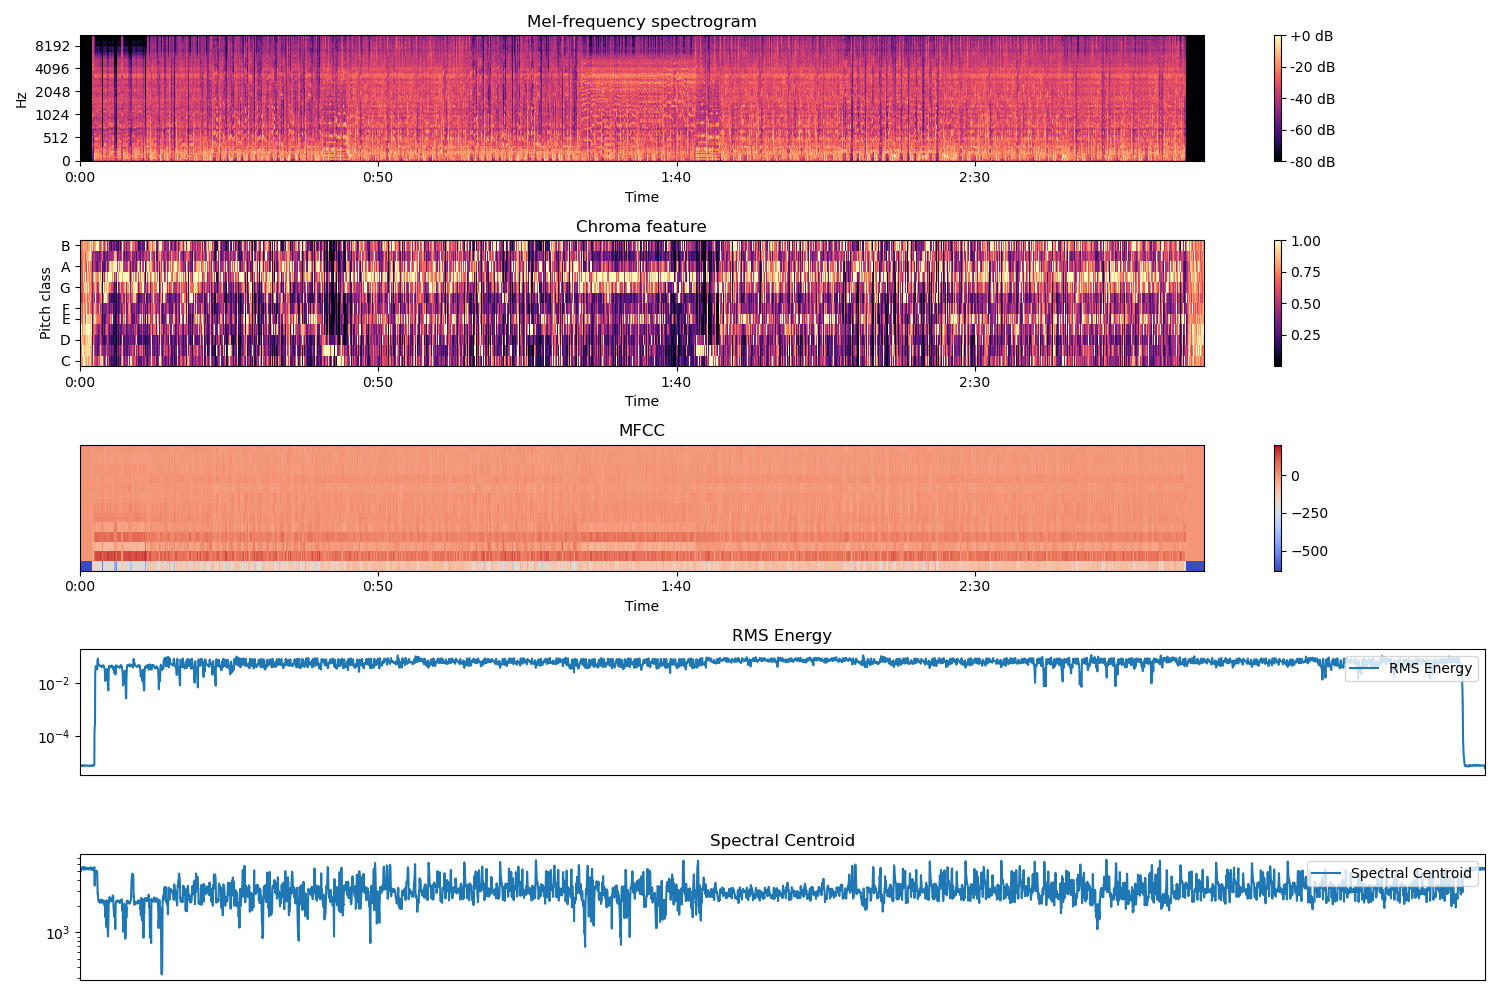 Mel-frequency spectrogram
8192
4096
2048
1024
512
0
Hz
0:00
0:50
1:40
2:30
Time
+0 dB
-20 dB
-40 dB
-60 dB
-80 dB
Chroma feature
B
A
G
F
E
D
C
Pitch class
0:00
0:50
1:40
2:30
Time
1.00
0.75
0.50
0.25
MFCC
0:00
0:50
1:40
2:30
Time
0
−250
−500
RMS Energy
10⁻²
10⁻⁴
RMS Energy
Spectral Centroid
10³
Spectral Centroid